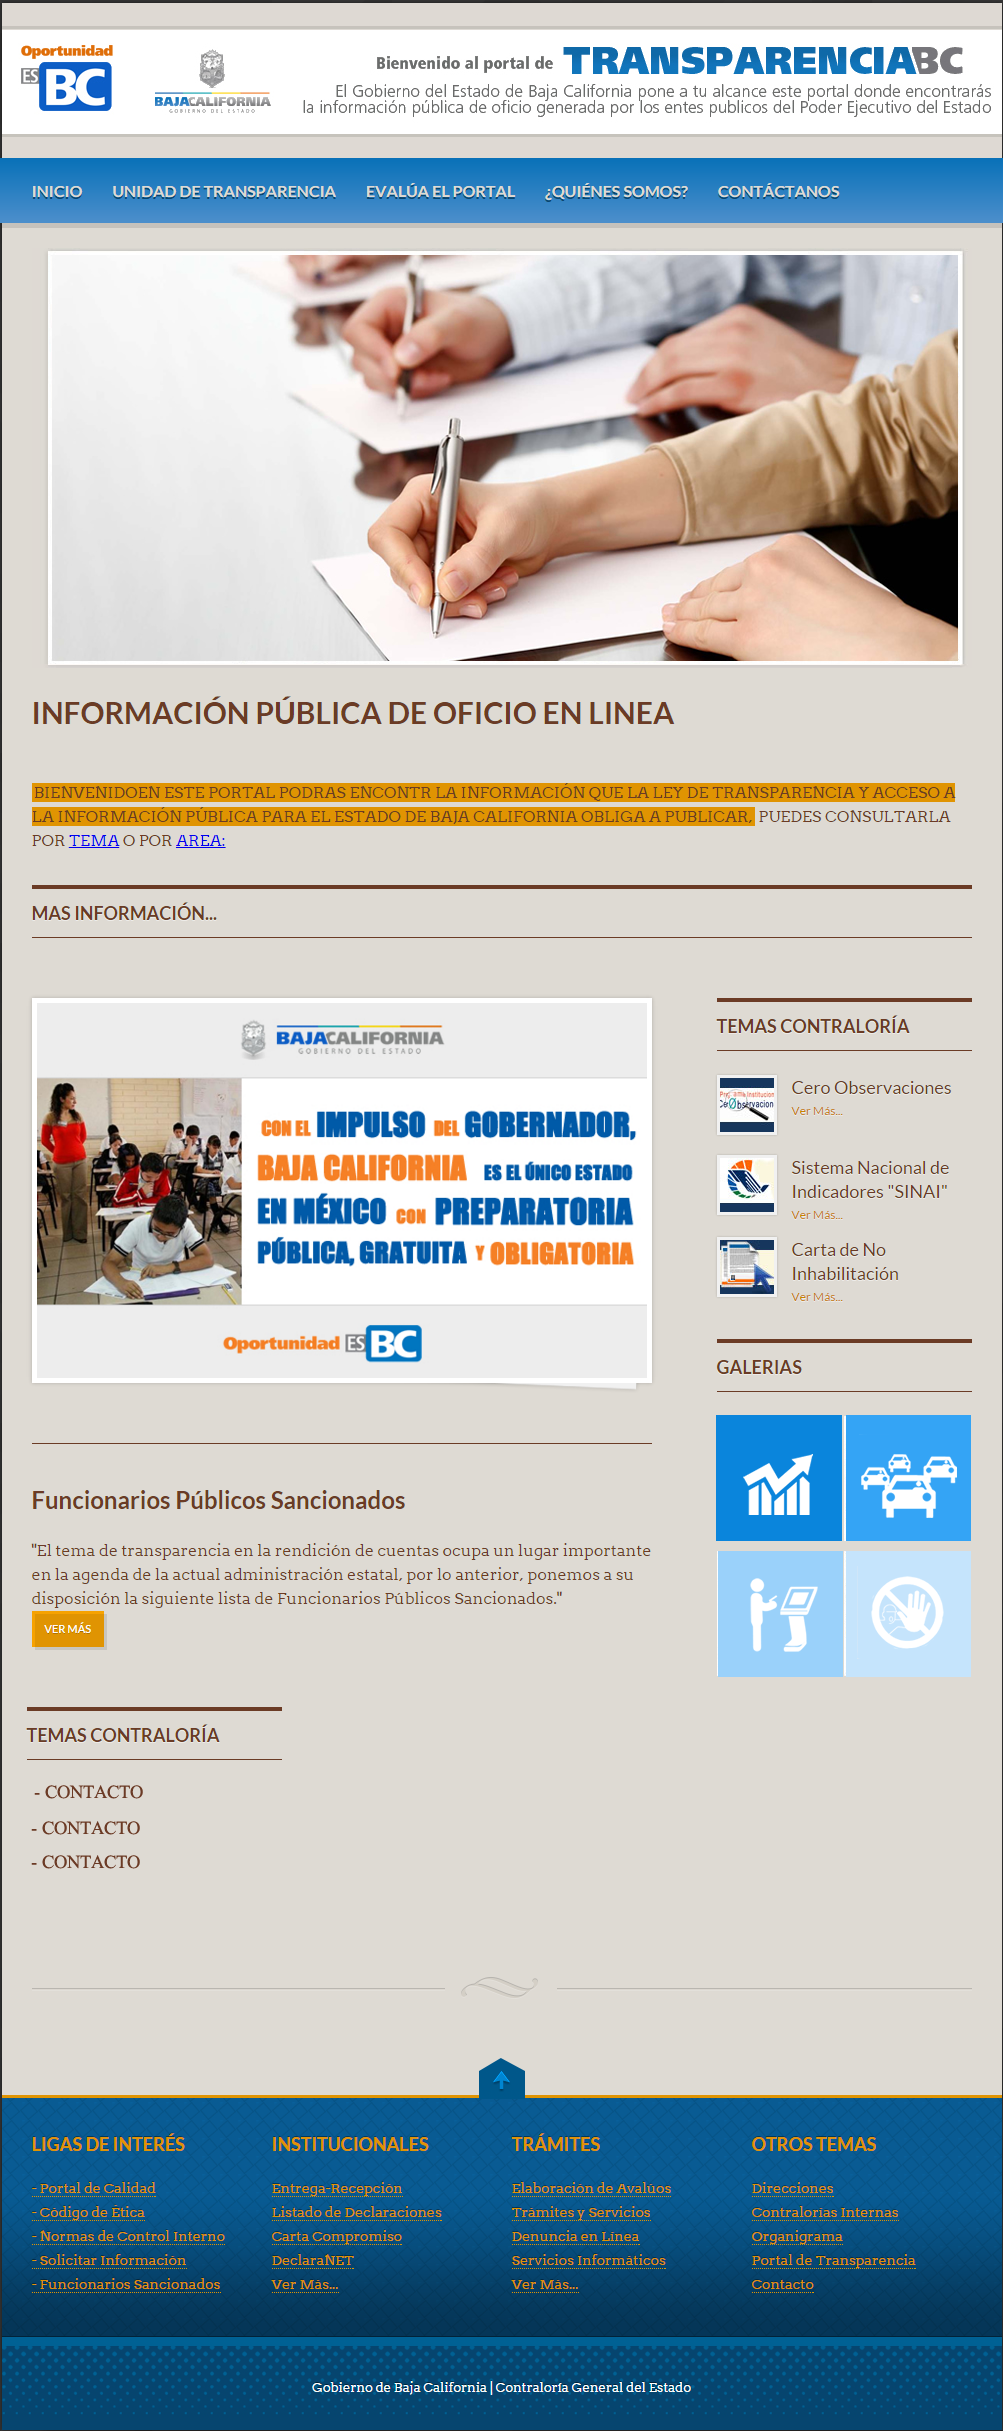 Oportunidad
ES BC
BAJACALIFORNIA
GOBIERNO DEL ESTADO
Bienvenido al portal de TRANSPARENCIABC
El Gobierno del Estado de Baja California pone a tu alcance este portal donde encontrarás
la información pública de oficio generada por los entes publicos del Poder Ejecutivo del Estado
INICIO UNIDAD DE TRANSPARENCIA EVALÚA EL PORTAL ¿QUIÉNES SOMOS? CONTÁCTANOS
INFORMACIÓN PÚBLICA DE OFICIO EN LINEA
BIENVENIDOEN ESTE PORTAL PODRAS ENCONTR LA INFORMACIÓN QUE LA LEY DE TRANSPARENCIA Y ACCESO A
LA INFORMACIÓN PÚBLICA PARA EL ESTADO DE BAJA CALIFORNIA OBLIGA A PUBLICAR, PUEDES CONSULTARLA
POR TEMA O POR AREA:
MAS INFORMACIÓN...
BAJACALIFORNIA
GOBIERNO DEL ESTADO
CON EL IMPULSO DEL GOBERNADOR,
BAJA CALIFORNIA ES EL ÚNICO ESTADO
EN MÉXICO CON PREPARATORIA
PÚBLICA, GRATUITA Y OBLIGATORIA
Oportunidad ES BC
Funcionarios Públicos Sancionados
"El tema de transparencia en la rendición de cuentas ocupa un lugar importante
en la agenda de la actual administración estatal, por lo anterior, ponemos a su
disposición la siguiente lista de Funcionarios Públicos Sancionados."
VER MÁS
TEMAS CONTRALORÍA
Cero Observaciones
Ver Más...
Sistema Nacional de
Indicadores "SINAI"
Ver Más...
Carta de No
Inhabilitación
Ver Más...
GALERIAS
TEMAS CONTRALORÍA
- CONTACTO
- CONTACTO
- CONTACTO
LIGAS DE INTERÉS
- Portal de Calidad
- Código de Ética
- Normas de Control Interno
- Solicitar Información
- Funcionarios Sancionados
INSTITUCIONALES
Entrega-Recepción
Listado de Declaraciones
Carta Compromiso
DeclaraNET
Ver Más...
TRÁMITES
Elaboración de Avalúos
Trámites y Servicios
Denuncia en Línea
Servicios Informáticos
Ver Más...
OTROS TEMAS
Direcciones
Contralorías Internas
Organigrama
Portal de Transparencia
Contacto
Gobierno de Baja California | Contraloría General del Estado